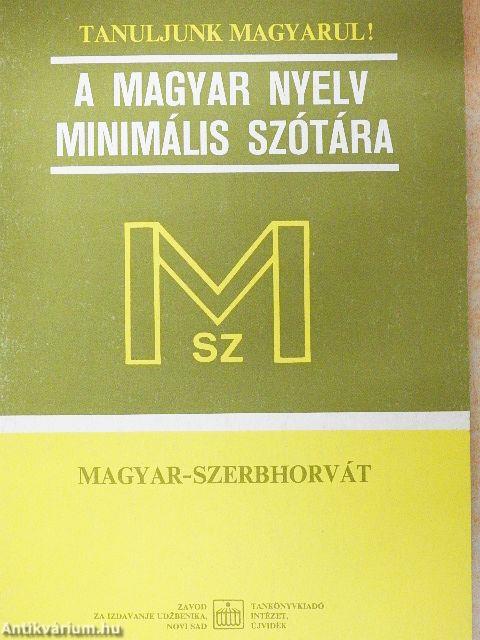 TANULJUNK MAGYARUL!
A MAGYAR NYELV
MINIMÁLIS SZÓTÁRA
M
SZ
MAGYAR-SZERBHORVÁT
ZAVOD
ZA IZDAVANJE UDŽBENIKA,
NOVI SAD
TANKÖNYVKIADÓ
INTÉZET,
ÚJVIDÉK
Antikvárium.hu